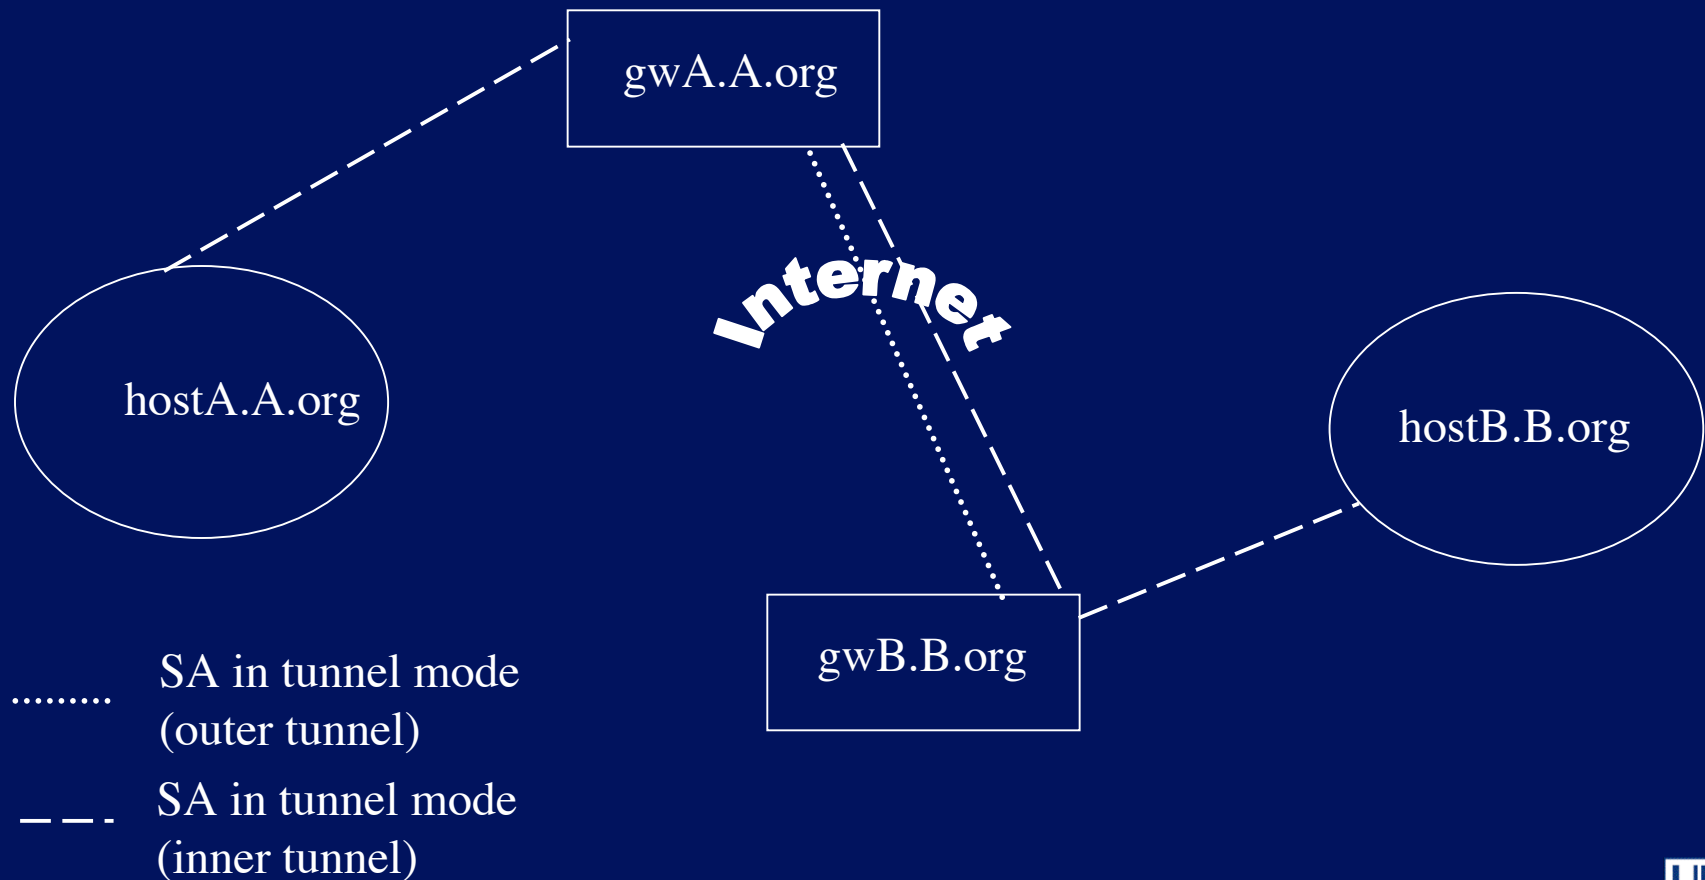 gwA.A.org
Internet
hostA.A.org
hostB.B.org
gwB.B.org
SA in tunnel mode
(outer tunnel)
SA in tunnel mode
(inner tunnel)